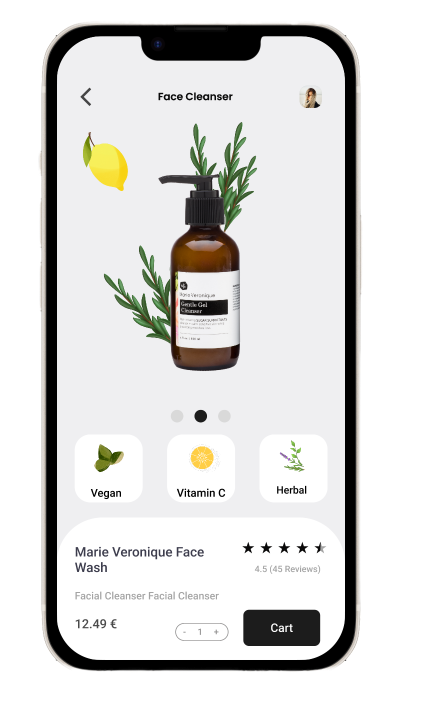 Face Cleanser
Marie Veronique
Gentle Gel
Cleanser
Vegan
Vitamin C
Herbal
Marie Veronique Face
Wash
4.5 (45 Reviews)
Facial Cleanser Facial Cleanser
12.49 €
- 1 +
Cart